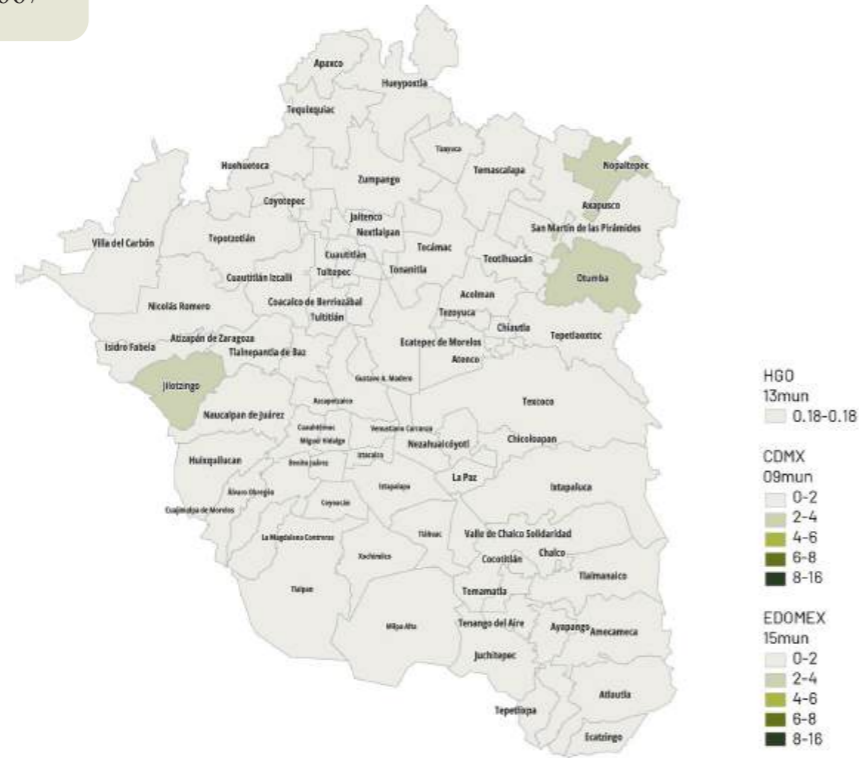 Apaxco
Hueypoxtla
Tequixquiac
Huehuetoca
Zumpango
Temascalapa
Nopaltepec
Coyotepec
Axapusco
Jaltenco
Nextlalpan
San Martín de las Pirámides
Villa del Carbón
Tepotzotlán
Tecámac
Cuautitlán
Teotihuacán
Tultepec
Tonanitla
Cuautitlán Izcalli
Otumba
Acolman
Nicolás Romero
Coacalco de Berriozábal
Tezoyuca
Tultitlán
Chiautla
Atizapán de Zaragoza
Tepetlaoxtoc
Isidro Fabela
Ecatepec de Morelos
Tlalnepantla de Baz
Atenco
Gustavo A. Madero
Jilotzingo
Azcapotzalco
Texcoco
Naucalpan de Juárez
Cuauhtémoc
Venustiano Carranza
Miguel Hidalgo
Nezahualcóyotl
Chicoloapan
Iztacalco
Huixquilucan
Benito Juárez
La Paz
Iztapalapa
Ixtapaluca
Álvaro Obregón
Coyoacán
Cuajimalpa de Morelos
La Magdalena Contreras
Tláhuac
Valle de Chalco Solidaridad
Xochimilco
Chalco
Cocotitlán
Tlalmanalco
Tlalpan
Temamatla
Milpa Alta
Tenango del Aire
Ayapango
Amecameca
Juchitepec
Atlautla
Tepetlixpa
Ecatzingo
HGO
13mun
0.18-0.18
CDMX
09mun
0-2
2-4
4-6
6-8
8-16
EDOMEX
15mun
0-2
2-4
4-6
6-8
8-16